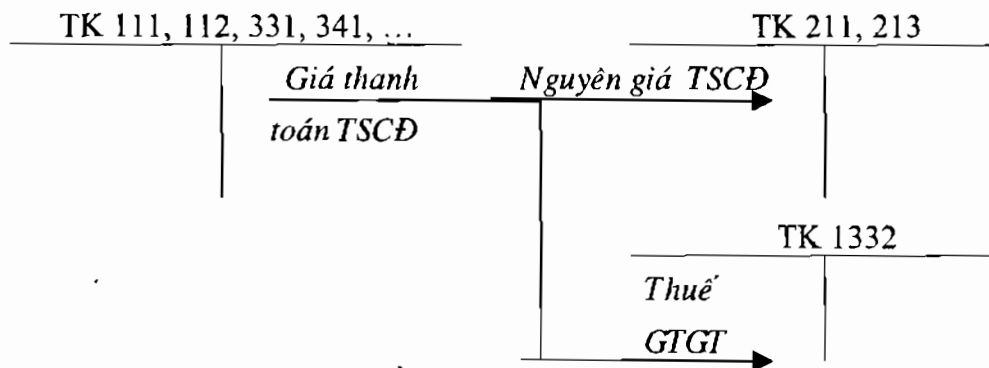 TK 111, 112, 331, 341, ...
TK 211, 213
Giá thanh
toán TSCĐ
Nguyên giá TSCĐ
TK 1332
Thuế
GTGT